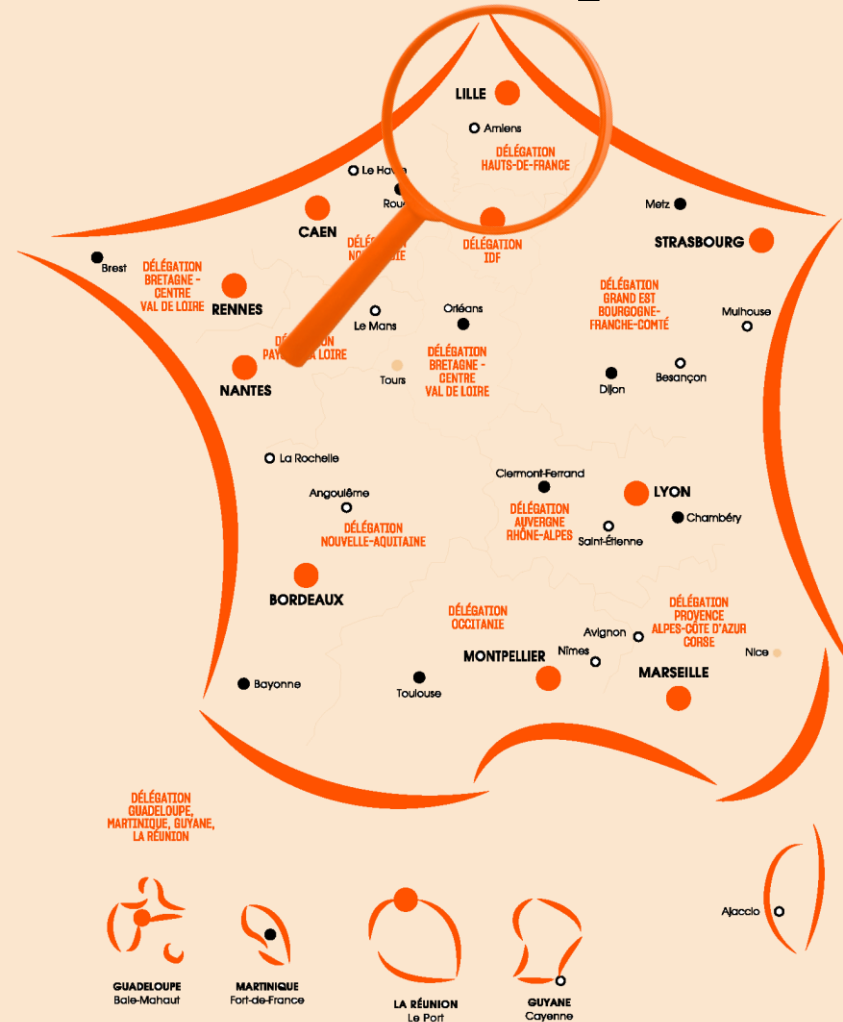 LILLE
Amiens
DÉLÉGATION
HAUTS-DE-FRANCE
Le Havre
CAEN
Metz
STRASBOURG
DÉLÉGATION
IDF
Brest
DÉLÉGATION
BRETAGNE -
CENTRE
VAL DE LOIRE
RENNES
DÉLÉGATION
GRAND EST
BOURGOGNE-
FRANCHE-COMTÉ
Mulhouse
Orléans
Le Mans
LOIRE
DÉLÉGATION
BRETAGNE -
CENTRE
VAL DE LOIRE
Tours
NANTES
Dijon
Besançon
La Rochelle
Angoulême
DÉLÉGATION
NOUVELLE-AQUITAINE
Clermont-Ferrand
LYON
DÉLÉGATION
AUVERGNE
RHÔNE-ALPES
Chambéry
Saint-Étienne
BORDEAUX
DÉLÉGATION
OCCITANIE
DÉLÉGATION
PROVENCE
ALPES-CÔTE D'AZUR
CORSE
Avignon
Nîmes
Nice
MONTPELLIER
MARSEILLE
Bayonne
Toulouse
DÉLÉGATION
GUADELOUPE,
MARTINIQUE, GUYANE,
LA RÉUNION
Ajaccio
GUADELOUPE
Baie-Mahaut
MARTINIQUE
Fort-de-France
LA RÉUNION
Le Port
GUYANE
Cayenne